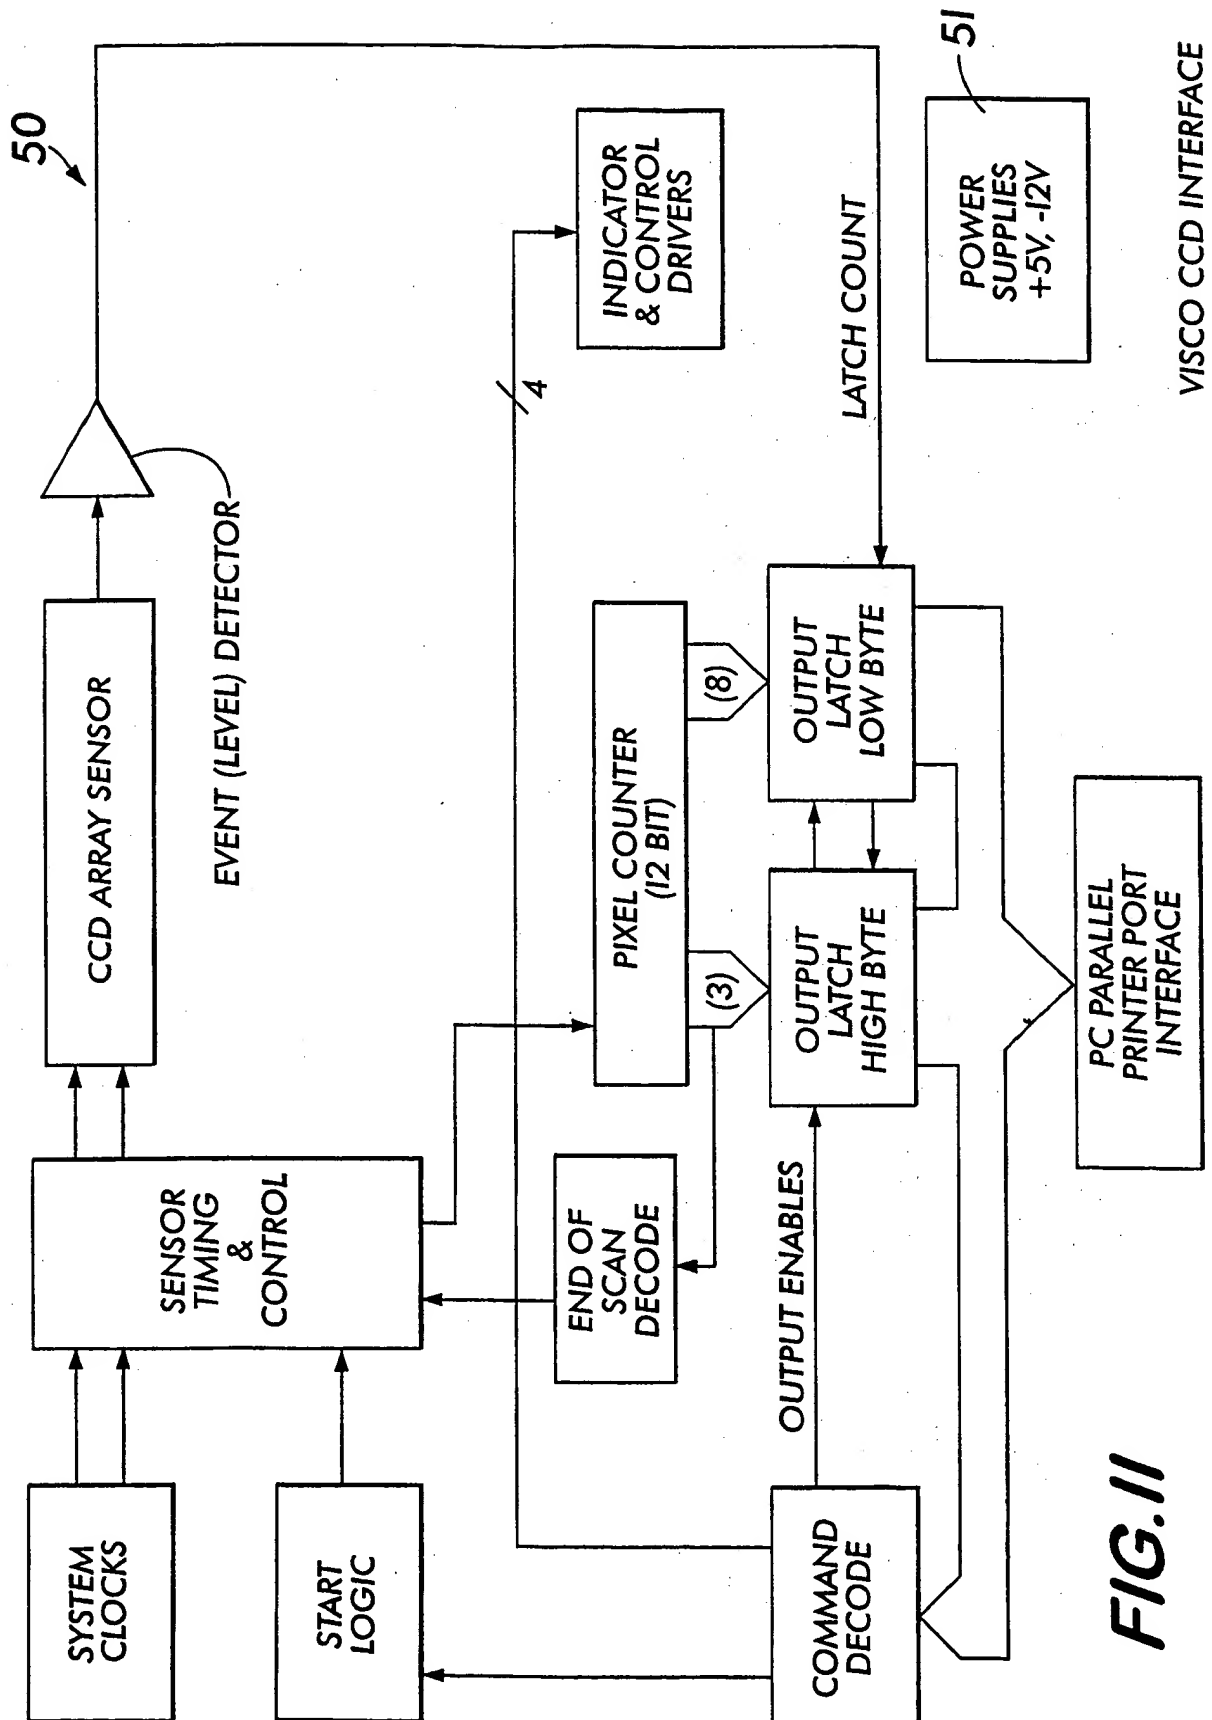 50
SYSTEM
CLOCKS
SENSOR
TIMING
&
CONTROL
CCD ARRAY SENSOR
EVENT (LEVEL) DETECTOR
START
LOGIC
END OF
SCAN
DECODE
PIXEL COUNTER
(12 BIT)
4
INDICATOR
& CONTROL
DRIVERS
(3)
(8)
COMMAND
DECODE
OUTPUT ENABLES
OUTPUT
LATCH
HIGH BYTE
OUTPUT
LATCH
LOW BYTE
LATCH COUNT
POWER
SUPPLIES
+5V, -12V
51
PC PARALLEL
PRINTER PORT
INTERFACE
FIG.11
VISCO CCD INTERFACE